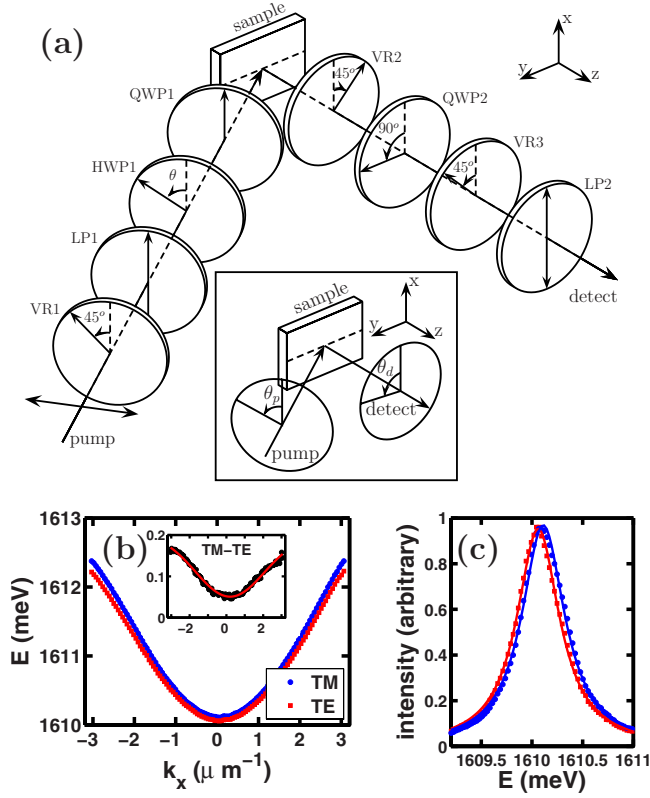 (a)
sample
VR2
45°
QWP1
QWP2
90°
HWP1
θ
VR3
45°
LP1
LP2
VR1
45°
pump
detect
x
y
z
sample
x
y
z
θp
θd
detect
pump
(b)
1613
1612
1611
1610
E (meV)
−3 −2 −1 0 1 2 3
k_x (μ m⁻¹)
TM−TE
0.2
0.1
0
−2 0 2
TM
TE
(c)
intensity (arbitrary)
1
0.8
0.6
0.4
0.2
0
1609.5 1610 1610.5 1611
E (meV)